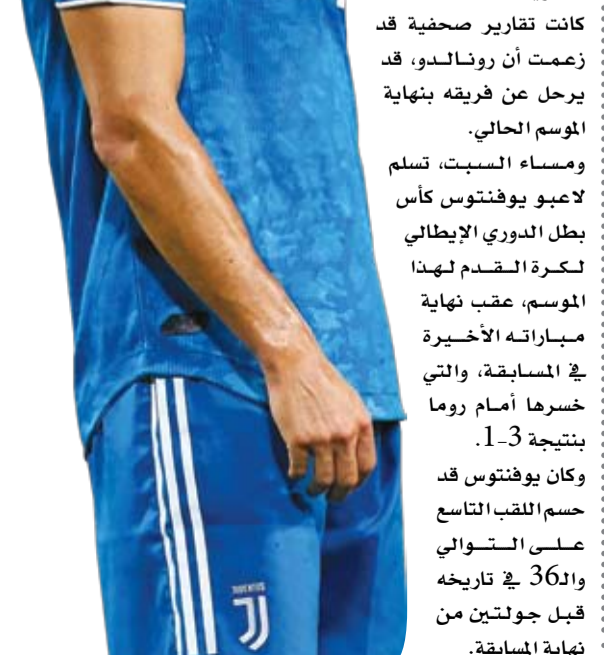 كانت تقارير صحفية قد
زعمت أن رونالدو، قد
يرحل عن فريقه بنهاية
الموسم الحالي.
ومساء السبت، تسلم
لاعبو يوفنتوس كأس
بطل الدوري الإيطالي
لكرة القدم لهذا
الموسم، عقب نهاية
مباراته الأخيرة
في المسابقة، والتي
خسرها أمام روما
بنتيجة 3-1.
وكان يوفنتوس قد
حسم اللقب التاسع
على التوالي
والـ36 في تاريخه
قبل جولتين من
نهاية المسابقة.